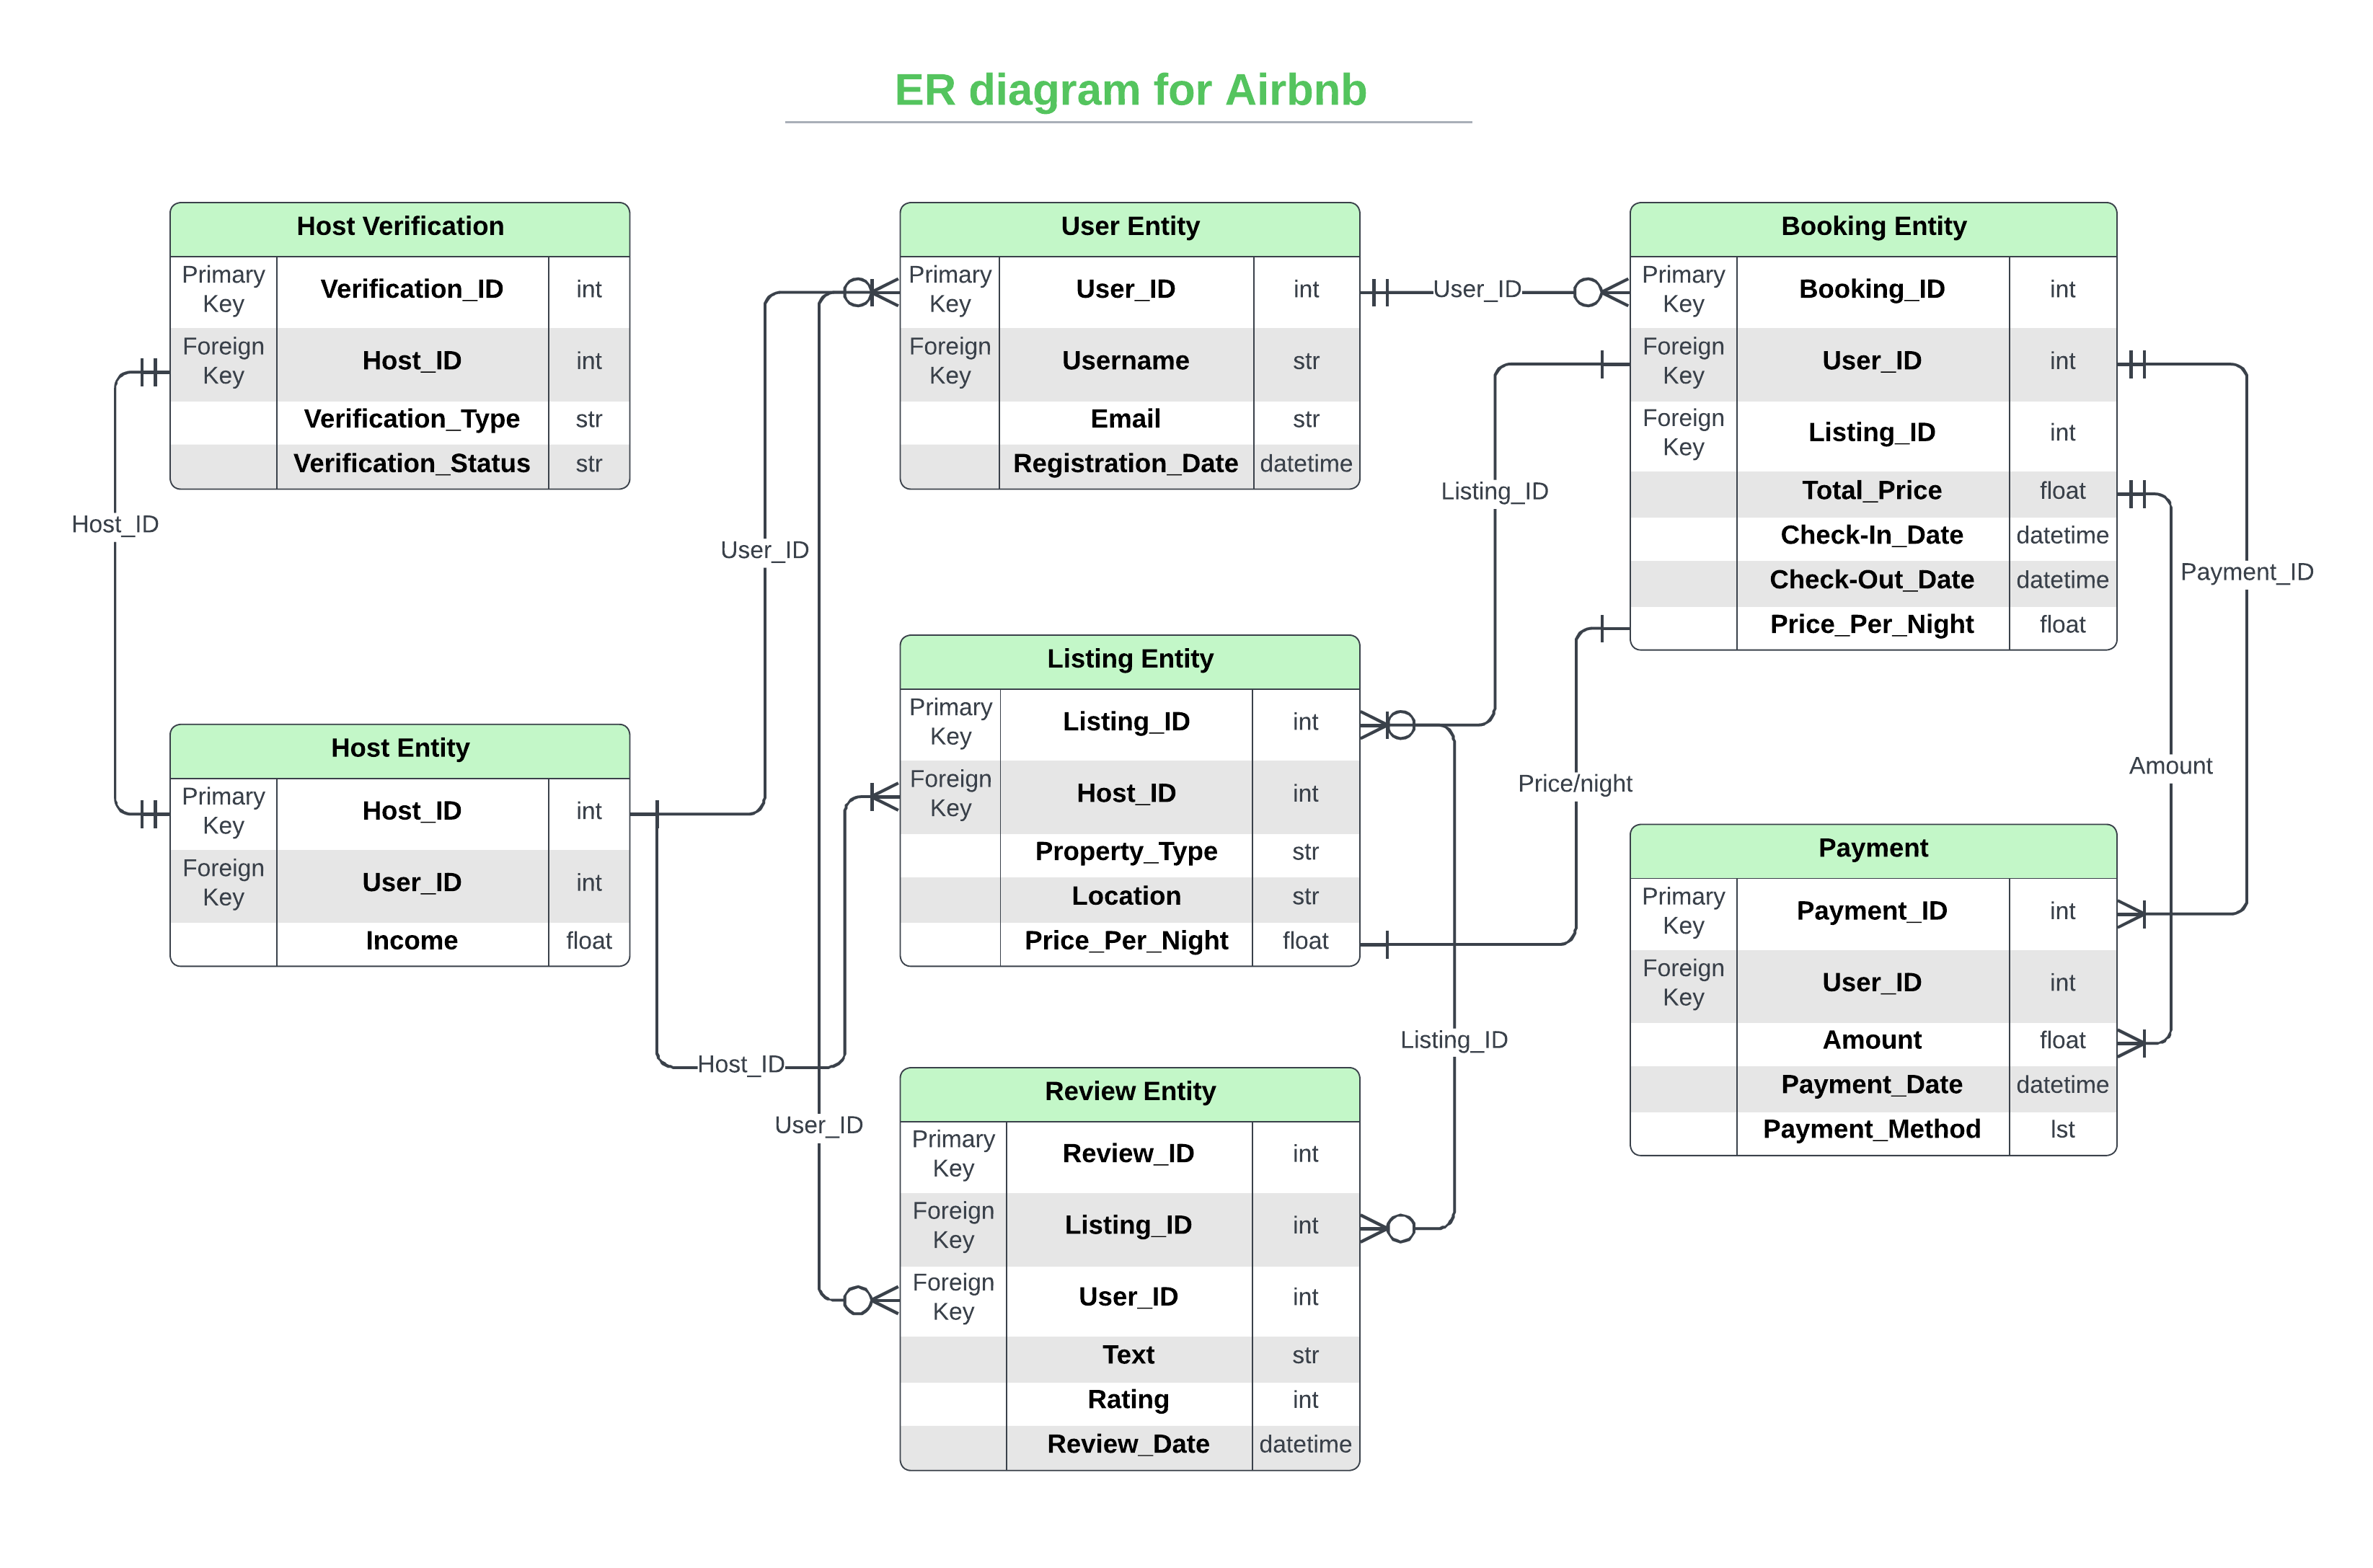 ER diagram for Airbnb
Host Verification
Primary Key Verification_ID int
Foreign Key Host_ID int
Verification_Type str
Verification_Status str
Host_ID
Host Entity
Primary Key Host_ID int
Foreign Key User_ID int
Income float
User_ID
Host_ID
User_ID
User Entity
Primary Key User_ID int
Foreign Key Username str
Email str
Registration_Date datetime
User_ID
Listing_ID
Listing Entity
Primary Key Listing_ID int
Foreign Key Host_ID int
Property_Type str
Location str
Price_Per_Night float
Price/night
Listing_ID
Review Entity
Primary Key Review_ID int
Foreign Key Listing_ID int
Foreign Key User_ID int
Text str
Rating int
Review_Date datetime
Booking Entity
Primary Key Booking_ID int
Foreign Key User_ID int
Foreign Key Listing_ID int
Total_Price float
Check-In_Date datetime
Check-Out_Date datetime
Price_Per_Night float
Payment_ID
Amount
Payment
Primary Key Payment_ID int
Foreign Key User_ID int
Amount float
Payment_Date datetime
Payment_Method lst